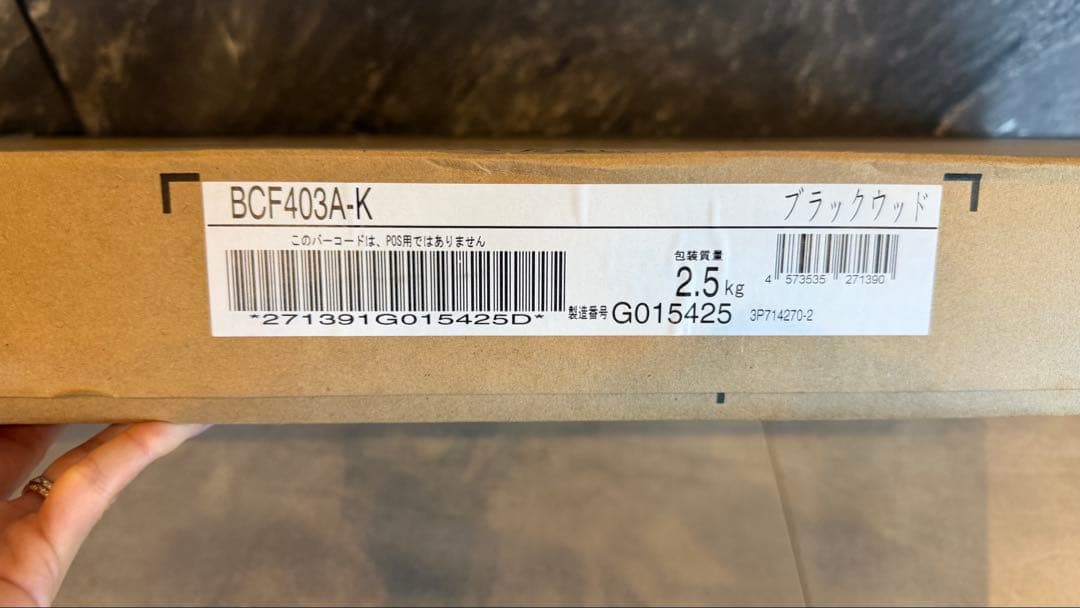 BCF403A-K ブラックウッド
このバーコードは、POS用ではありません
*271391G015425D*
包装質量
2.5kg
製造番号 G015425
4 573535 271390
3P714270-2